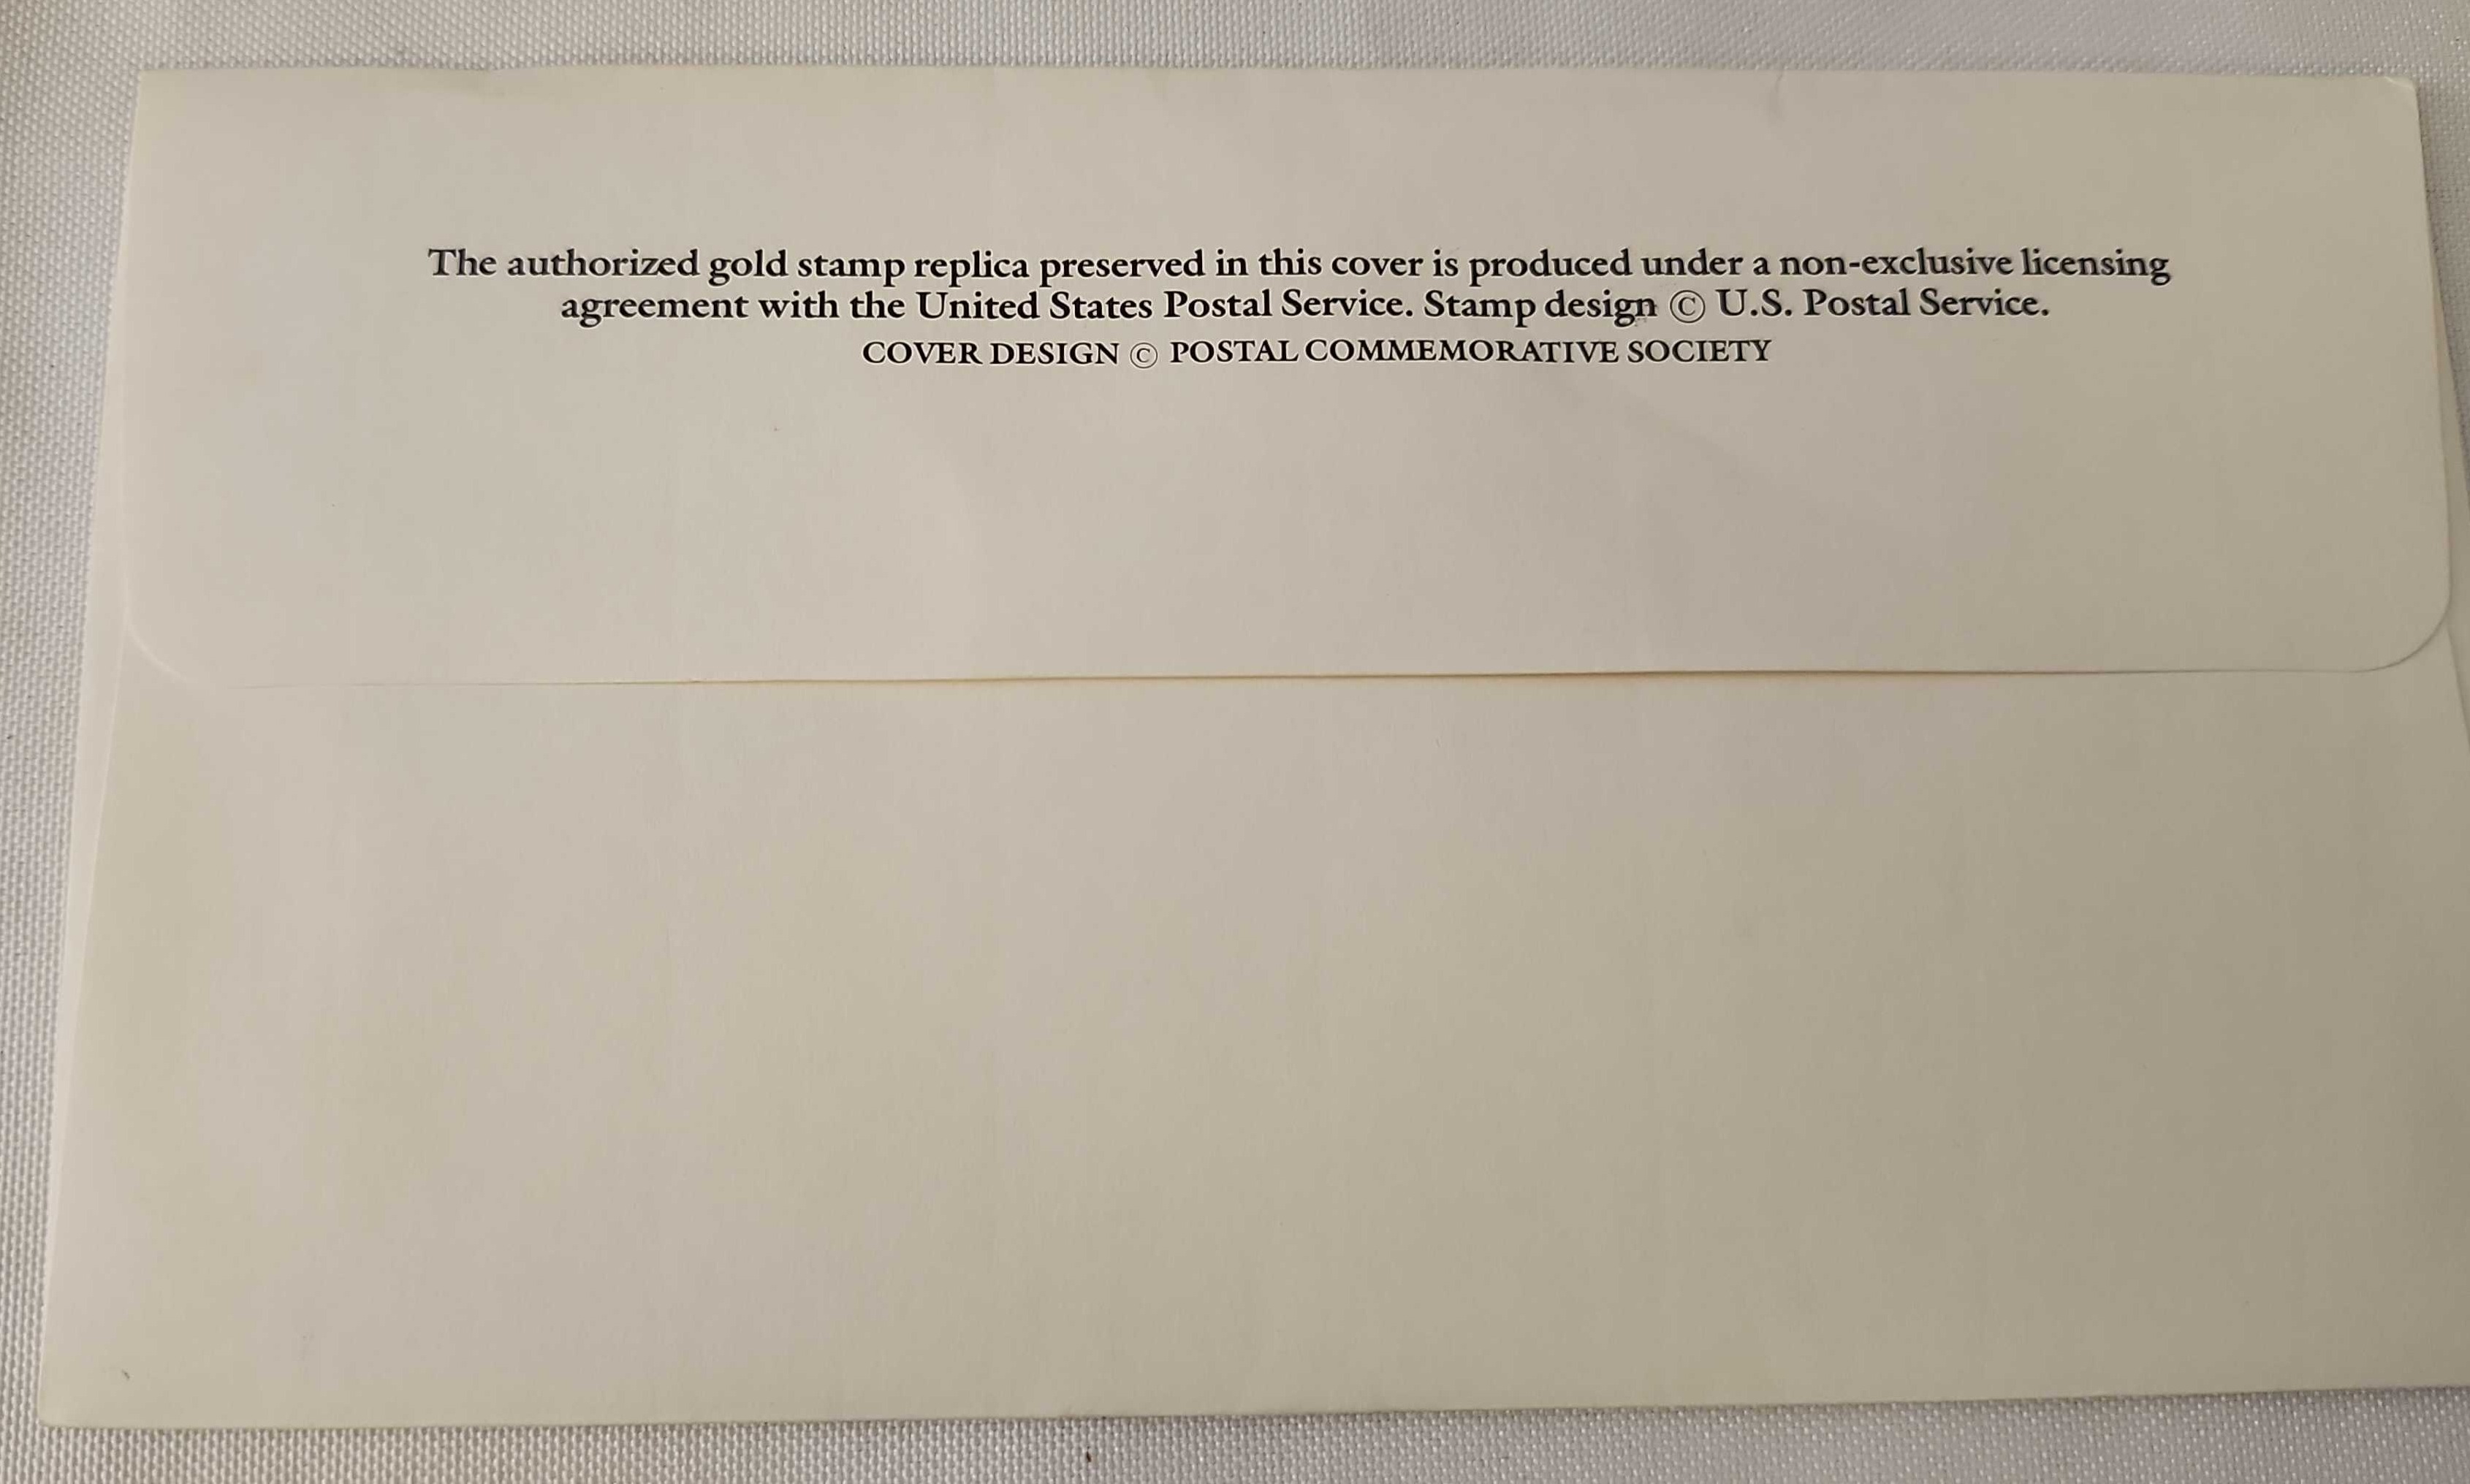 The authorized gold stamp replica preserved in this cover is produced under a non-exclusive licensing
agreement with the United States Postal Service. Stamp design © U.S. Postal Service.
COVER DESIGN © POSTAL COMMEMORATIVE SOCIETY